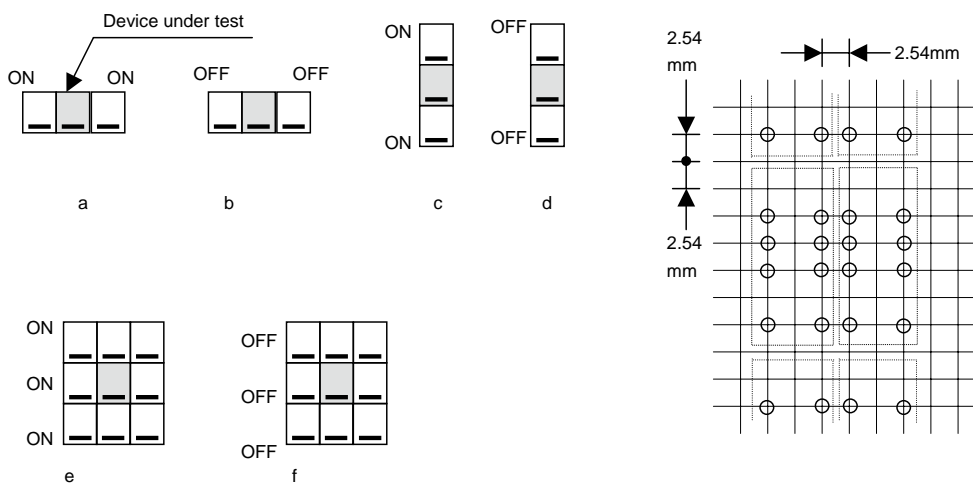 Device under test
ON ON
a
OFF OFF
b
ON
ON
c
OFF
OFF
d
ON
ON
ON
e
OFF
OFF
OFF
f
2.54
mm
2.54mm
2.54
mm